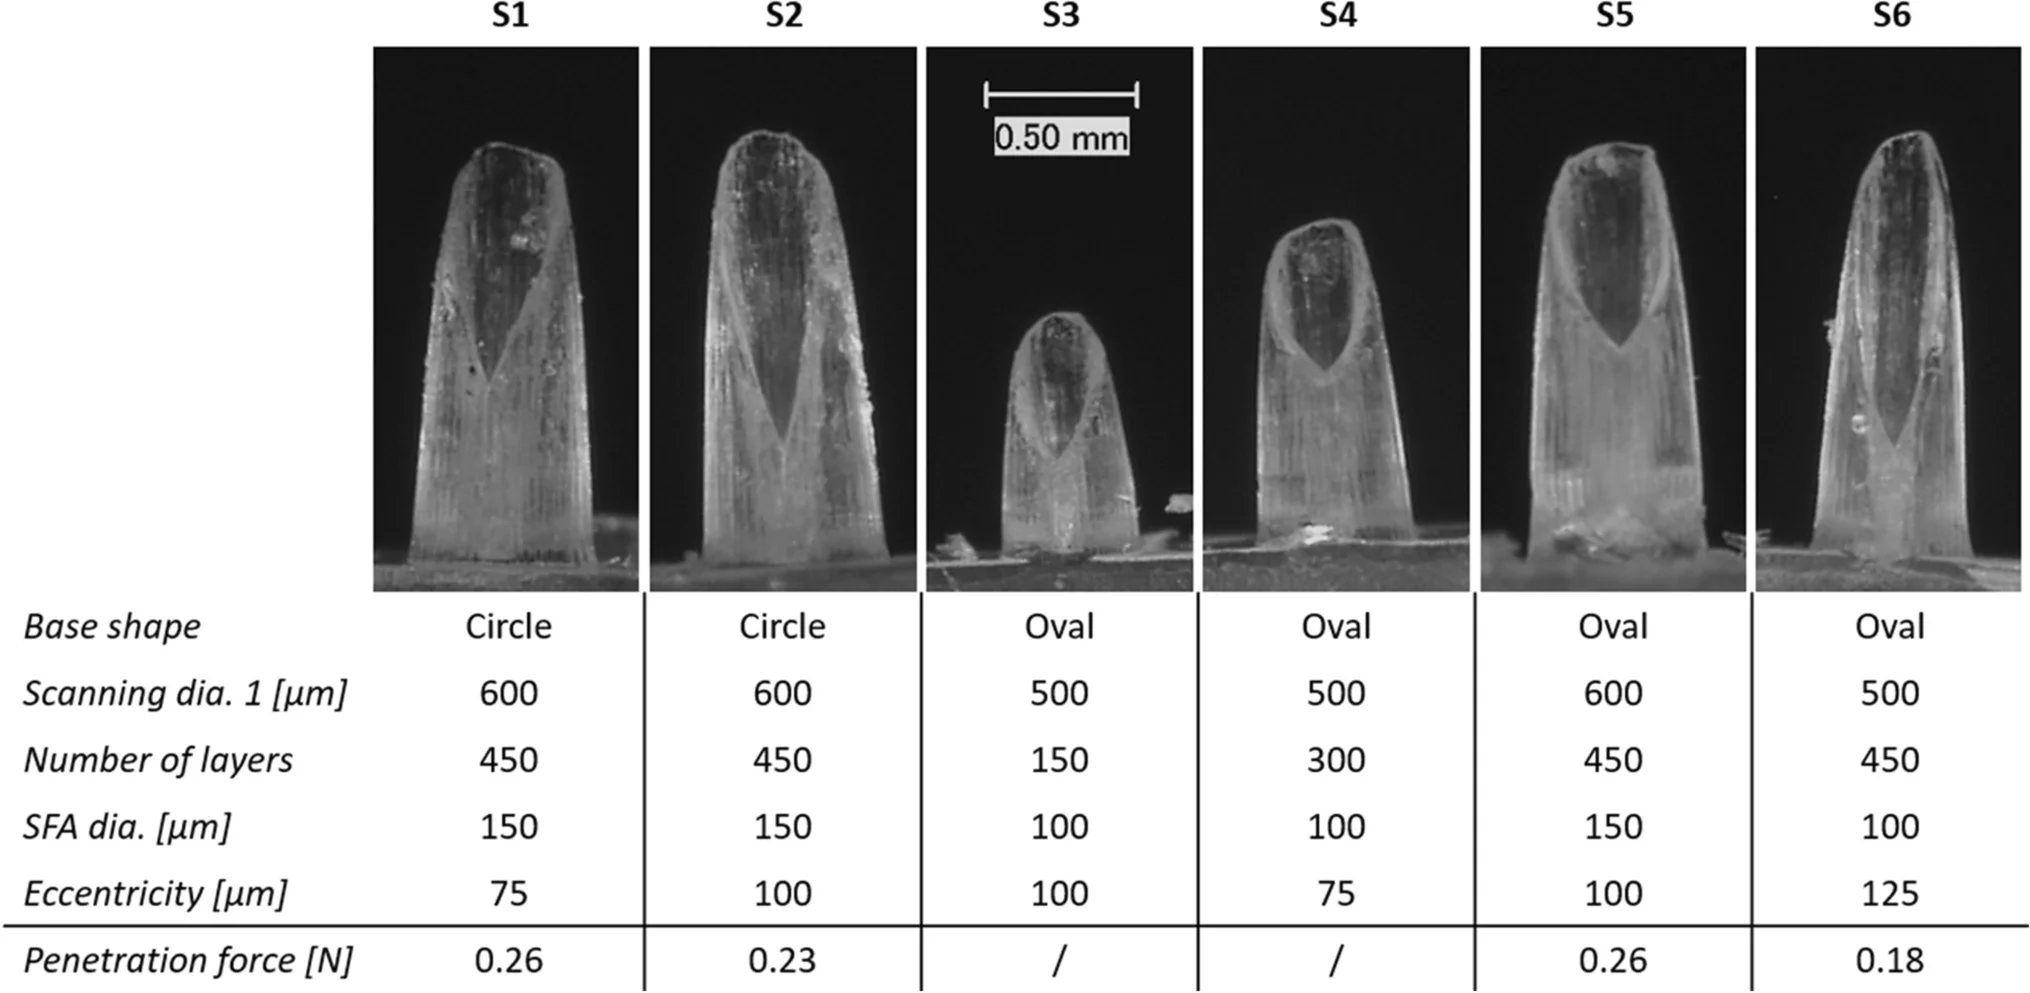 S1 S2 S3 S4 S5 S6
0.50 mm
Base shape Circle Circle Oval Oval Oval Oval
Scanning dia. 1 [μm] 600 600 500 500 600 500
Number of layers 450 450 150 300 450 450
SFA dia. [μm] 150 150 100 100 150 100
Eccentricity [μm] 75 100 100 75 100 125
Penetration force [N] 0.26 0.23 / / 0.26 0.18